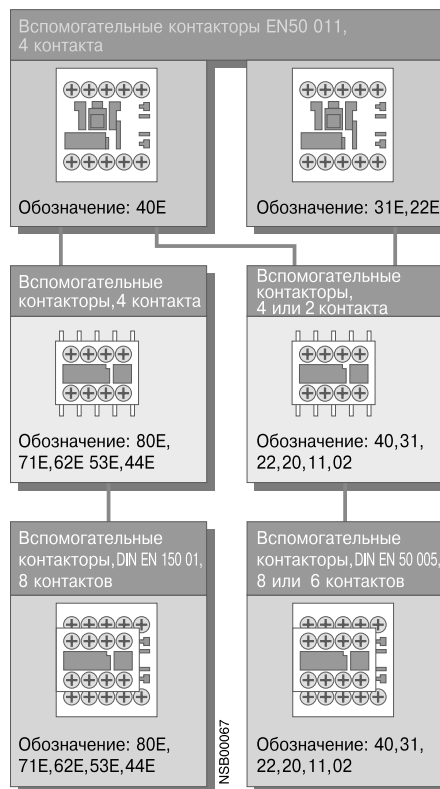 Вспомогательные контакторы EN50 011,
4 контакта
Обозначение: 40E
Обозначение: 31E,22E
Вспомогательные
контакторы, 4 контакта
Обозначение: 80E,
71E,62E 53E,44E
Вспомогательные
контакторы,
4 или 2 контакта
Обозначение: 40,31,
22,20,11,02
Вспомогательные
контакторы,DIN EN 150 01,
8 контактов
Обозначение: 80E,
71E,62E,53E,44E
NSB00067
Вспомогательные
контакторы,DIN EN 50 005,
8 или 6 контактов
Обозначение: 40,31,
22,20,11,02